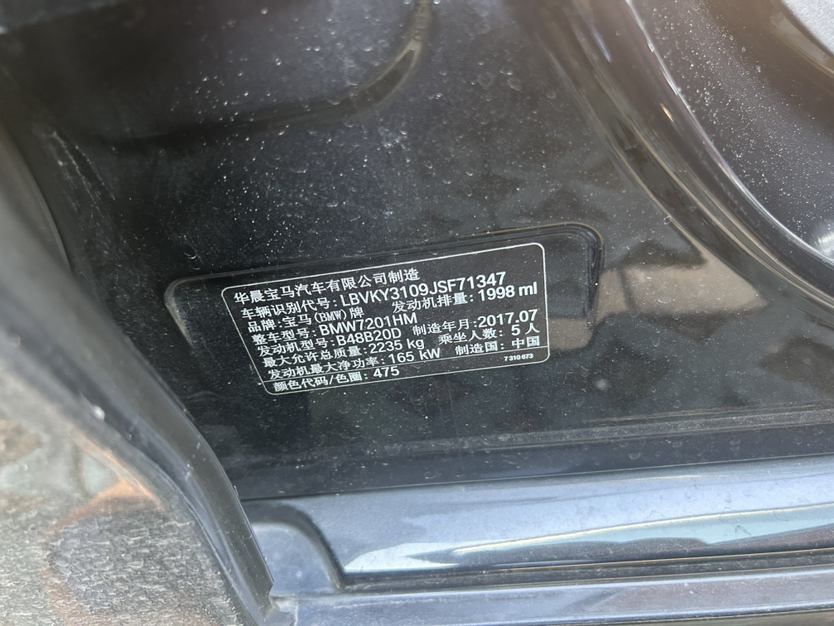 华晨宝马汽车有限公司制造
车辆识别代号: LBVKY3109JSF71347
品牌: 宝马(BMW)牌 发动机排量: 1998 ml
整车型号: BMW7201HM
发动机型号: B48B20D 制造年月: 2017.07
最大允许总质量: 2235 kg 乘坐人数: 5 人
发动机最大净功率: 165 kW 制造国: 中国
颜色代码/色圈: 475 7 310 673